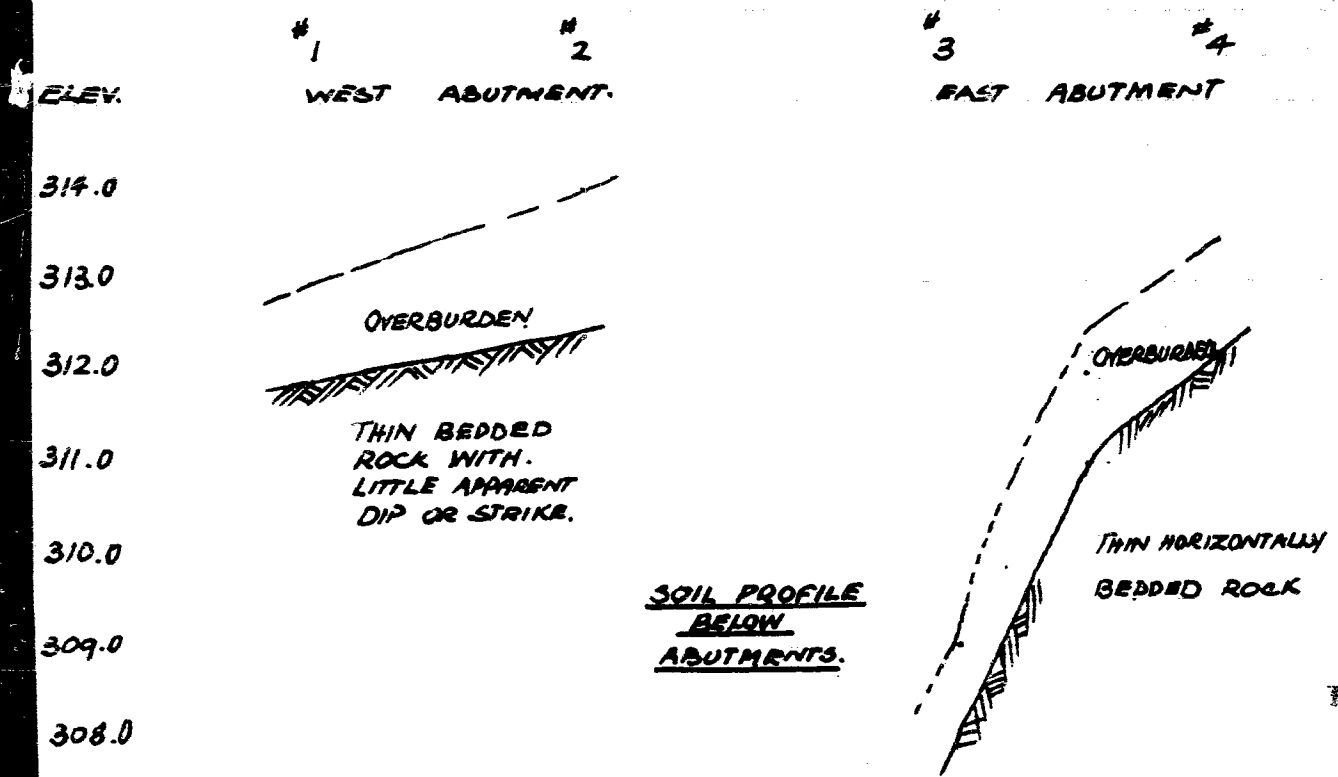 #1 #2 #3 #4
ELEV. WEST ABUTMENT. EAST ABUTMENT
314.0
313.0
OVERBURDEN
312.0
OVERBURDEN
THIN BEDDED
ROCK WITH.
LITTLE APPARENT
DIP OR STRIKE.
311.0
310.0
THIN HORIZONTALLY
BEDDED ROCK
SOIL PROFILE
BELOW
ABUTMENTS.
309.0
308.0